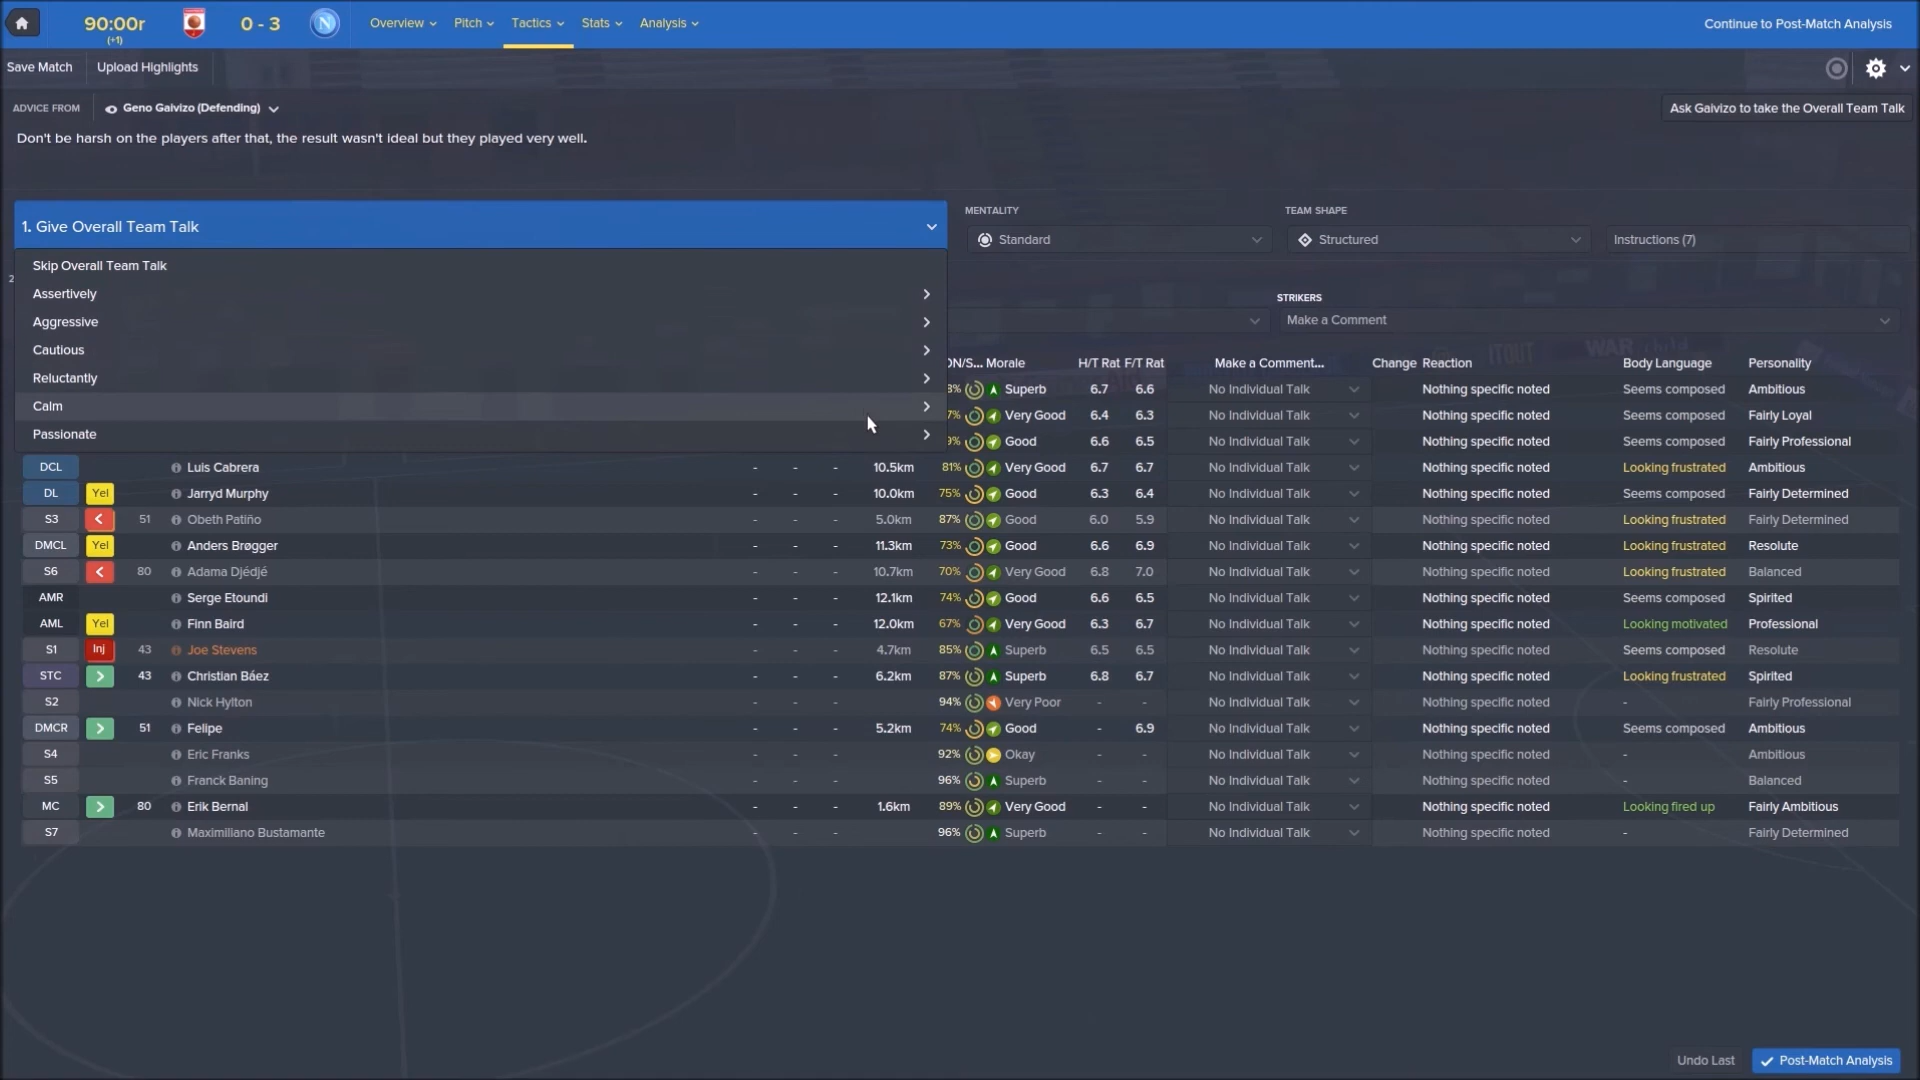 90:00r
(+1)
0 - 3
N
Overview
Pitch
Tactics
Stats
Analysis
Continue to Post-Match Analysis
Save Match
Upload Highlights
ADVICE FROM
Geno Gaivizo (Defending)
Ask Gaivizo to take the Overall Team Talk
Don't be harsh on the players after that, the result wasn't ideal but they played very well.
1. Give Overall Team Talk
MENTALITY
TEAM SHAPE
Standard
Structured
Instructions (7)
Skip Overall Team Talk
Assertively
Aggressive
Cautious
Reluctantly
Calm
Passionate
2
STRIKERS
Make a Comment
ON/S... Morale H/T Rat F/T Rat Make a Comment... Change Reaction Body Language Personality
8% Superb 6.7 6.6 No Individual Talk Nothing specific noted Seems composed Ambitious
7% Very Good 6.4 6.3 No Individual Talk Nothing specific noted Seems composed Fairly Loyal
9% Good 6.6 6.5 No Individual Talk Nothing specific noted Seems composed Fairly Professional
DCL Luis Cabrera - - - 10.5km 81% Very Good 6.7 6.7 No Individual Talk Nothing specific noted Looking frustrated Ambitious
DL Yel Jarryd Murphy - - - 10.0km 75% Good 6.3 6.4 No Individual Talk Nothing specific noted Seems composed Fairly Determined
S3 51 Obeth Patiño - - - 5.0km 87% Good 6.0 5.9 No Individual Talk Nothing specific noted Looking frustrated Fairly Determined
DMCL Yel Anders Brøgger - - - 11.3km 73% Good 6.6 6.9 No Individual Talk Nothing specific noted Looking frustrated Resolute
S6 80 Adama Djédjé - - - 10.7km 70% Very Good 6.8 7.0 No Individual Talk Nothing specific noted Looking frustrated Balanced
AMR Serge Etoundi - - - 12.1km 74% Good 6.6 6.5 No Individual Talk Nothing specific noted Seems composed Spirited
AML Yel Finn Baird - - - 12.0km 67% Very Good 6.3 6.7 No Individual Talk Nothing specific noted Looking motivated Professional
S1 Inj 43 Joe Stevens - - - 4.7km 85% Superb 6.5 6.5 No Individual Talk Nothing specific noted Seems composed Resolute
STC 43 Christian Báez - - - 6.2km 87% Superb 6.8 6.7 No Individual Talk Nothing specific noted Looking frustrated Spirited
S2 Nick Hylton - - - 94% Very Poor - - No Individual Talk Nothing specific noted - Fairly Professional
DMCR 51 Felipe - - - 5.2km 74% Good - 6.9 No Individual Talk Nothing specific noted Seems composed Ambitious
S4 Eric Franks - - - 92% Okay - - No Individual Talk Nothing specific noted - Ambitious
S5 Franck Baning - - - 96% Superb - - No Individual Talk Nothing specific noted - Balanced
MC 80 Erik Bernal - - - 1.6km 89% Very Good - - No Individual Talk Nothing specific noted Looking fired up Fairly Ambitious
S7 Maximiliano Bustamante - - - 96% Superb - - No Individual Talk Nothing specific noted - Fairly Determined
Undo Last
Post-Match Analysis